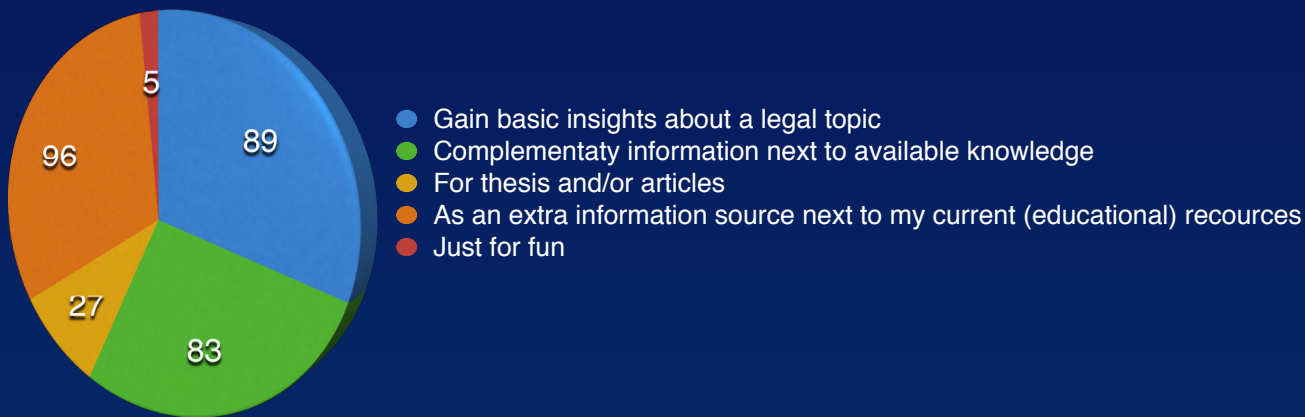 5
89
96
27
83
Gain basic insights about a legal topic
Complementaty information next to available knowledge
For thesis and/or articles
As an extra information source next to my current (educational) recources
Just for fun